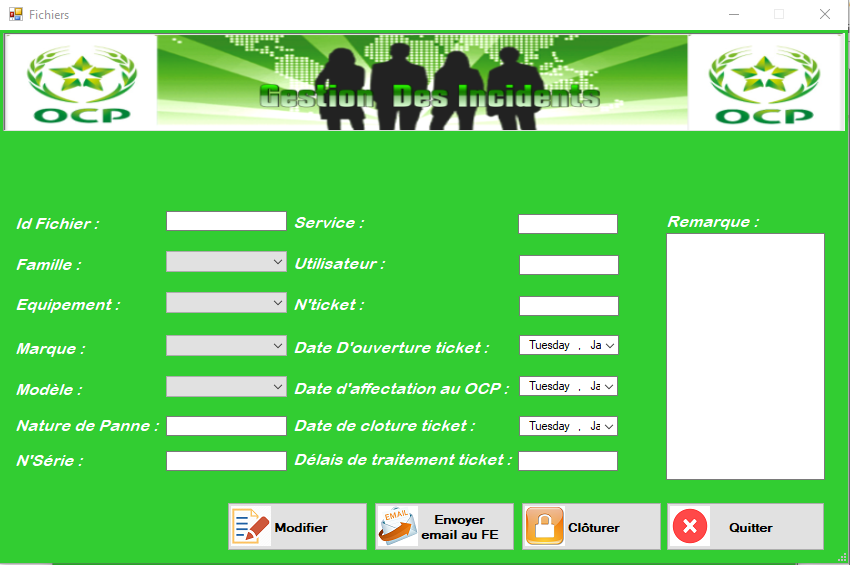 Fichiers
OCP
Gestion Des Incidents
OCP
Id Fichier :
Service :
Remarque :
Famille :
Utilisateur :
Equipement :
N'ticket :
Marque :
Date D'ouverture ticket :
Tuesday , Ja
Modèle :
Date d'affectation au OCP :
Tuesday , Ja
Nature de Panne :
Date de cloture ticket :
Tuesday , Ja
N'Série :
Délais de traitement ticket :
Modifier
EMAIL
Envoyer
email au FE
Clôturer
Quitter